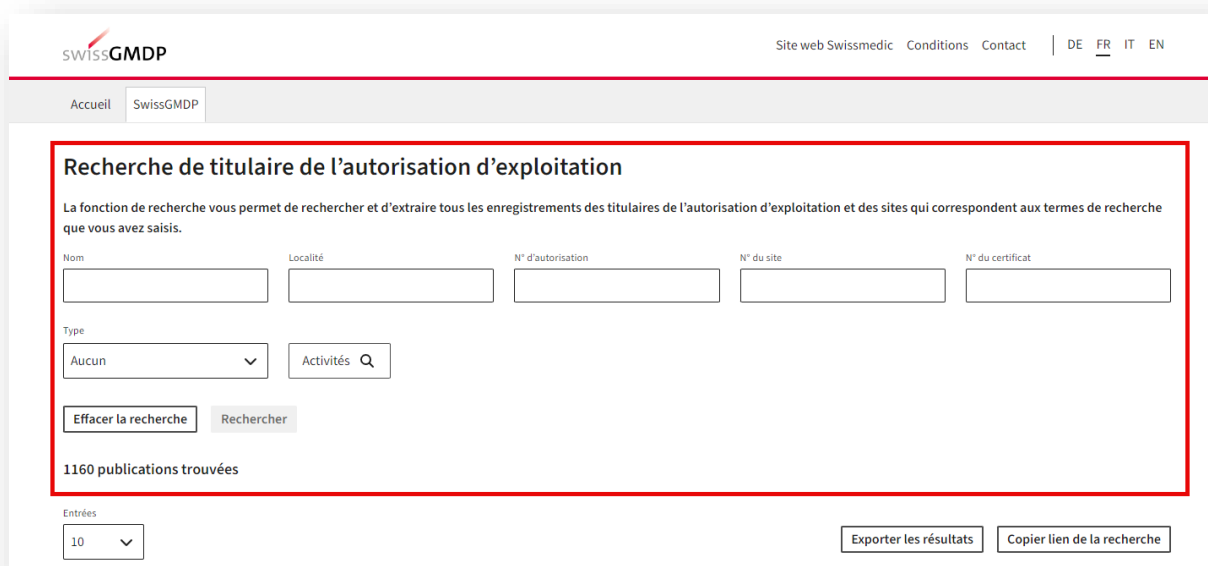 swissGMDP
Site web Swissmedic Conditions Contact DE FR IT EN
Accueil SwissGMDP
Recherche de titulaire de l’autorisation d’exploitation
La fonction de recherche vous permet de rechercher et d’extraire tous les enregistrements des titulaires de l’autorisation d’exploitation et des sites qui correspondent aux termes de recherche
que vous avez saisis.
Nom Localité N° d’autorisation N° du site N° du certificat
Type
Aucun Activités
Effacer la recherche Rechercher
1160 publications trouvées
Entrées
10 Exporter les résultats Copier lien de la recherche